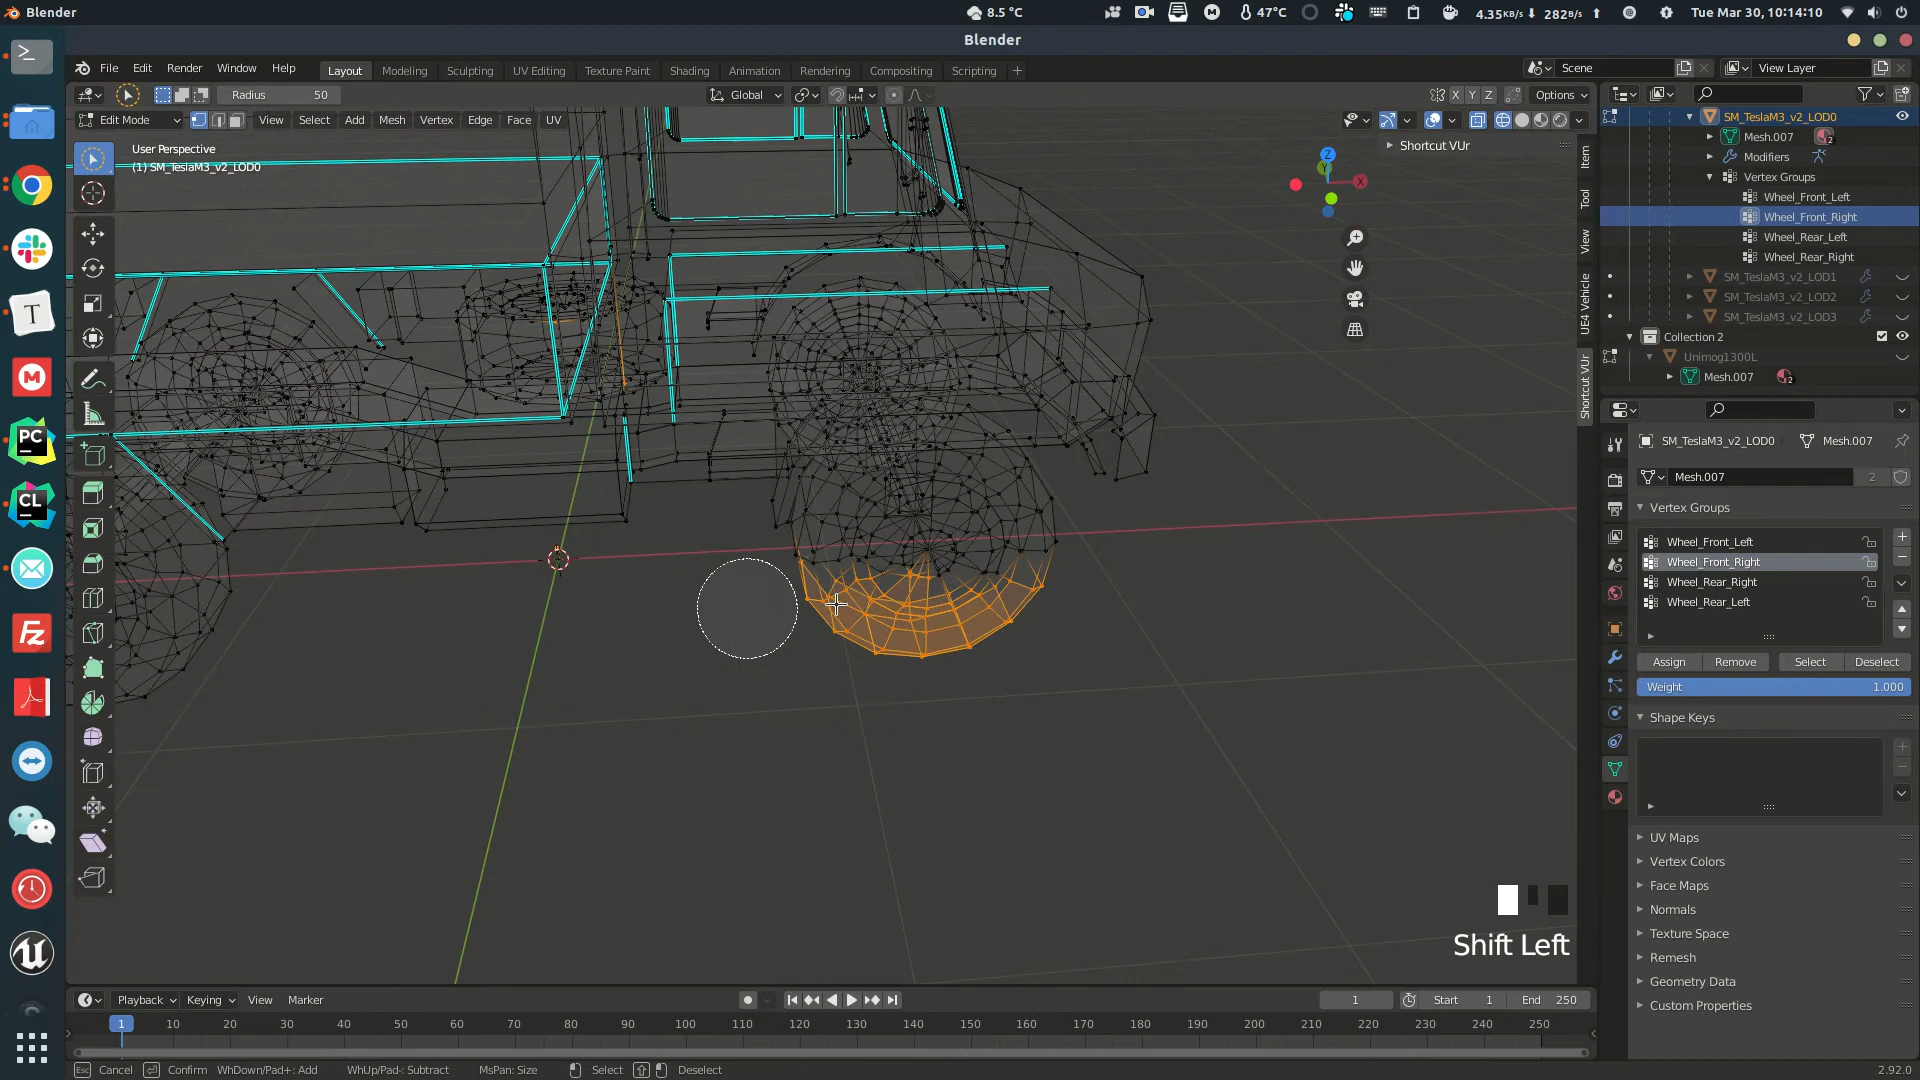 Blender
8.5 °C
47°C
4.35KB/s 282B/s
Tue Mar 30, 10:14:10
Blender
File Edit Render Window Help
Layout Modeling Sculpting UV Editing Texture Paint Shading Animation Rendering Compositing Scripting +
Scene
View Layer
Radius 50
Global
X Y Z
Options
Edit Mode
View Select Add Mesh Vertex Edge Face UV
User Perspective
(1) SM_TeslaM3_v2_LOD0
Shortcut VUr
Z
Y
X
Item
Tool
View
UE4 Vehicle
Shortcut VUr
SM_TeslaM3_v2_LOD0
Mesh.007
2
Modifiers
Vertex Groups
Wheel_Front_Left
Wheel_Front_Right
Wheel_Rear_Left
Wheel_Rear_Right
SM_TeslaM3_v2_LOD1
SM_TeslaM3_v2_LOD2
SM_TeslaM3_v2_LOD3
Collection 2
Unimog1300L
Mesh.007
2
SM_TeslaM3_v2_LOD0 Mesh.007
Mesh.007 2
Vertex Groups
Wheel_Front_Left
Wheel_Front_Right
Wheel_Rear_Right
Wheel_Rear_Left
Assign Remove Select Deselect
Weight 1.000
Shape Keys
UV Maps
Vertex Colors
Face Maps
Normals
Texture Space
Remesh
Geometry Data
Custom Properties
T
M
PC
CL
Fz
Shift Left
Playback Keying View Marker
1 Start 1 End 250
1 10 20 30 40 50 60 70 80 90 100 110 120 130 140 150 160 170 180 190 200 210 220 230 240 250
Esc Cancel Confirm WhDown/Pad+: Add WhUp/Pad-: Subtract MsPan: Size Select Deselect
2.92.0